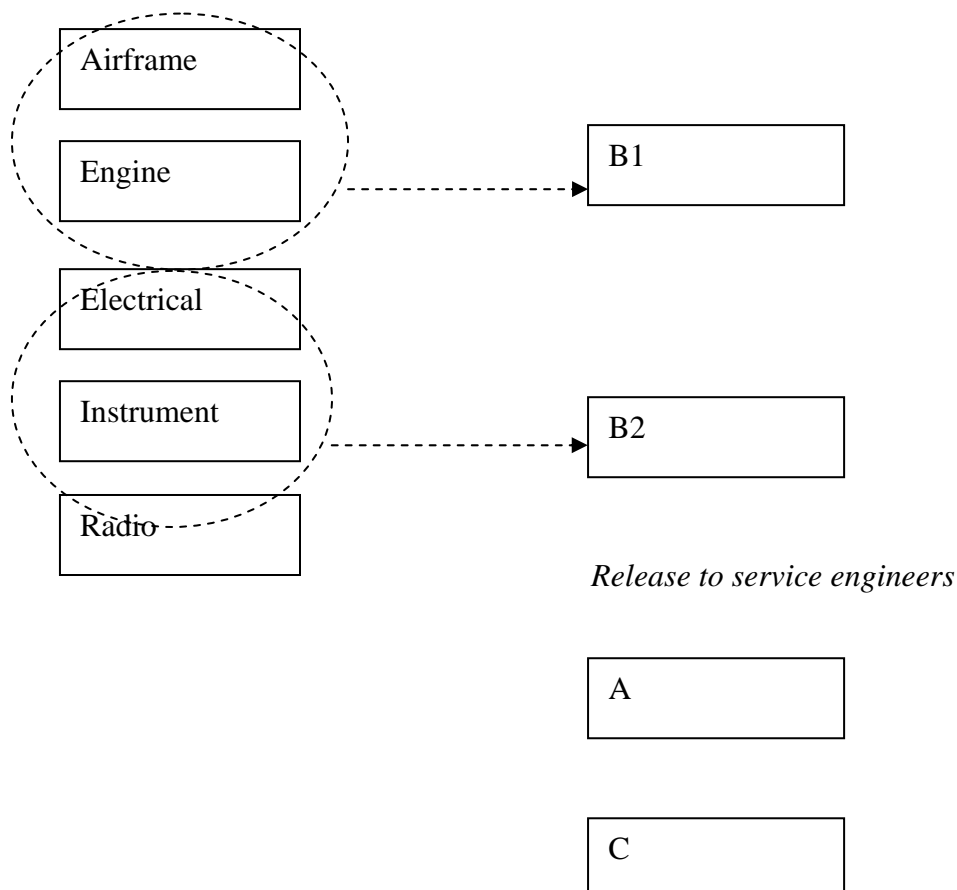 Airframe
Engine
B1
Electrical
Instrument
B2
Radio
Release to service engineers
A
C